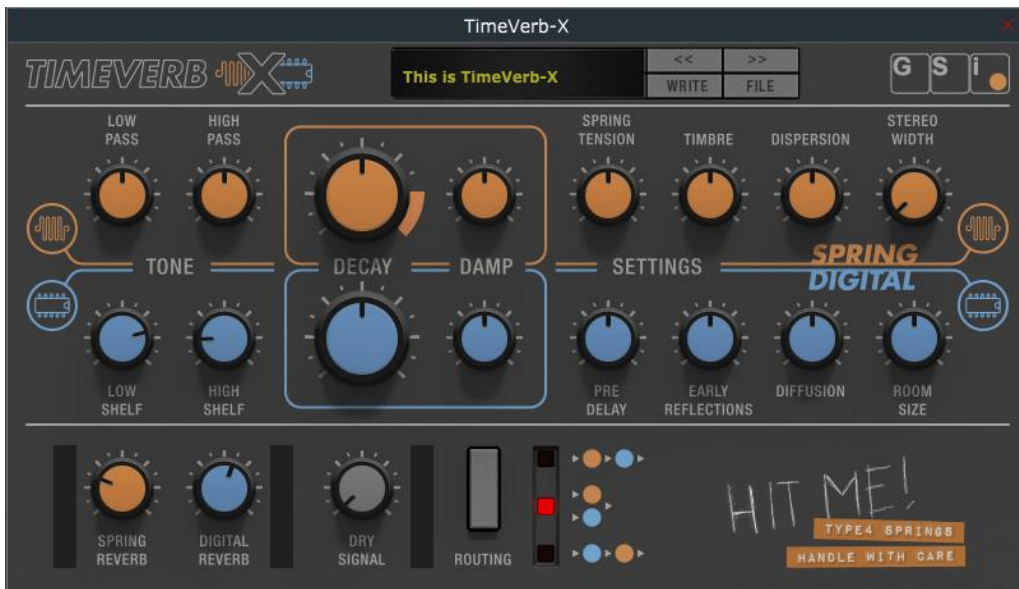 TimeVerb-X
TIMEVERB X
This is TimeVerb-X
<< >>
WRITE FILE
G S i
LOW PASS
HIGH PASS
SPRING TENSION
TIMBRE
DISPERSION
STEREO WIDTH
TONE
DECAY
DAMP
SETTINGS
SPRING
DIGITAL
LOW SHELF
HIGH SHELF
PRE DELAY
EARLY REFLECTIONS
DIFFUSION
ROOM SIZE
SPRING REVERB
DIGITAL REVERB
DRY SIGNAL
ROUTING
HIT ME!
TYPE4 SPRINGS
HANDLE WITH CARE